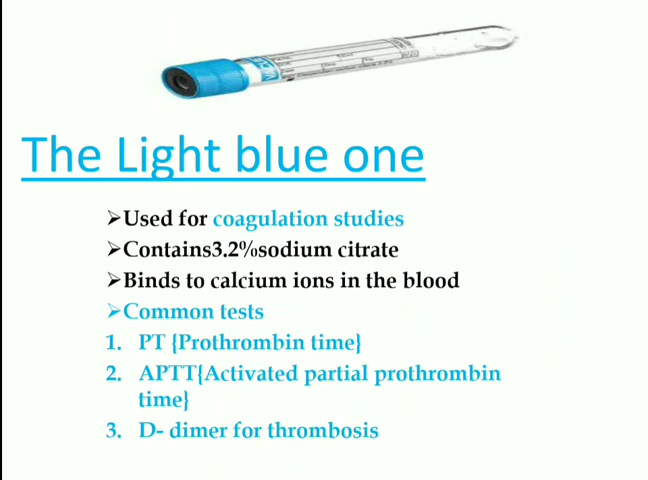 The Light blue one
➢Used for coagulation studies
➢Contains3.2%sodium citrate
➢Binds to calcium ions in the blood
➢Common tests
1. PT {Prothrombin time}
2. APTT{Activated partial prothrombin
time}
3. D- dimer for thrombosis